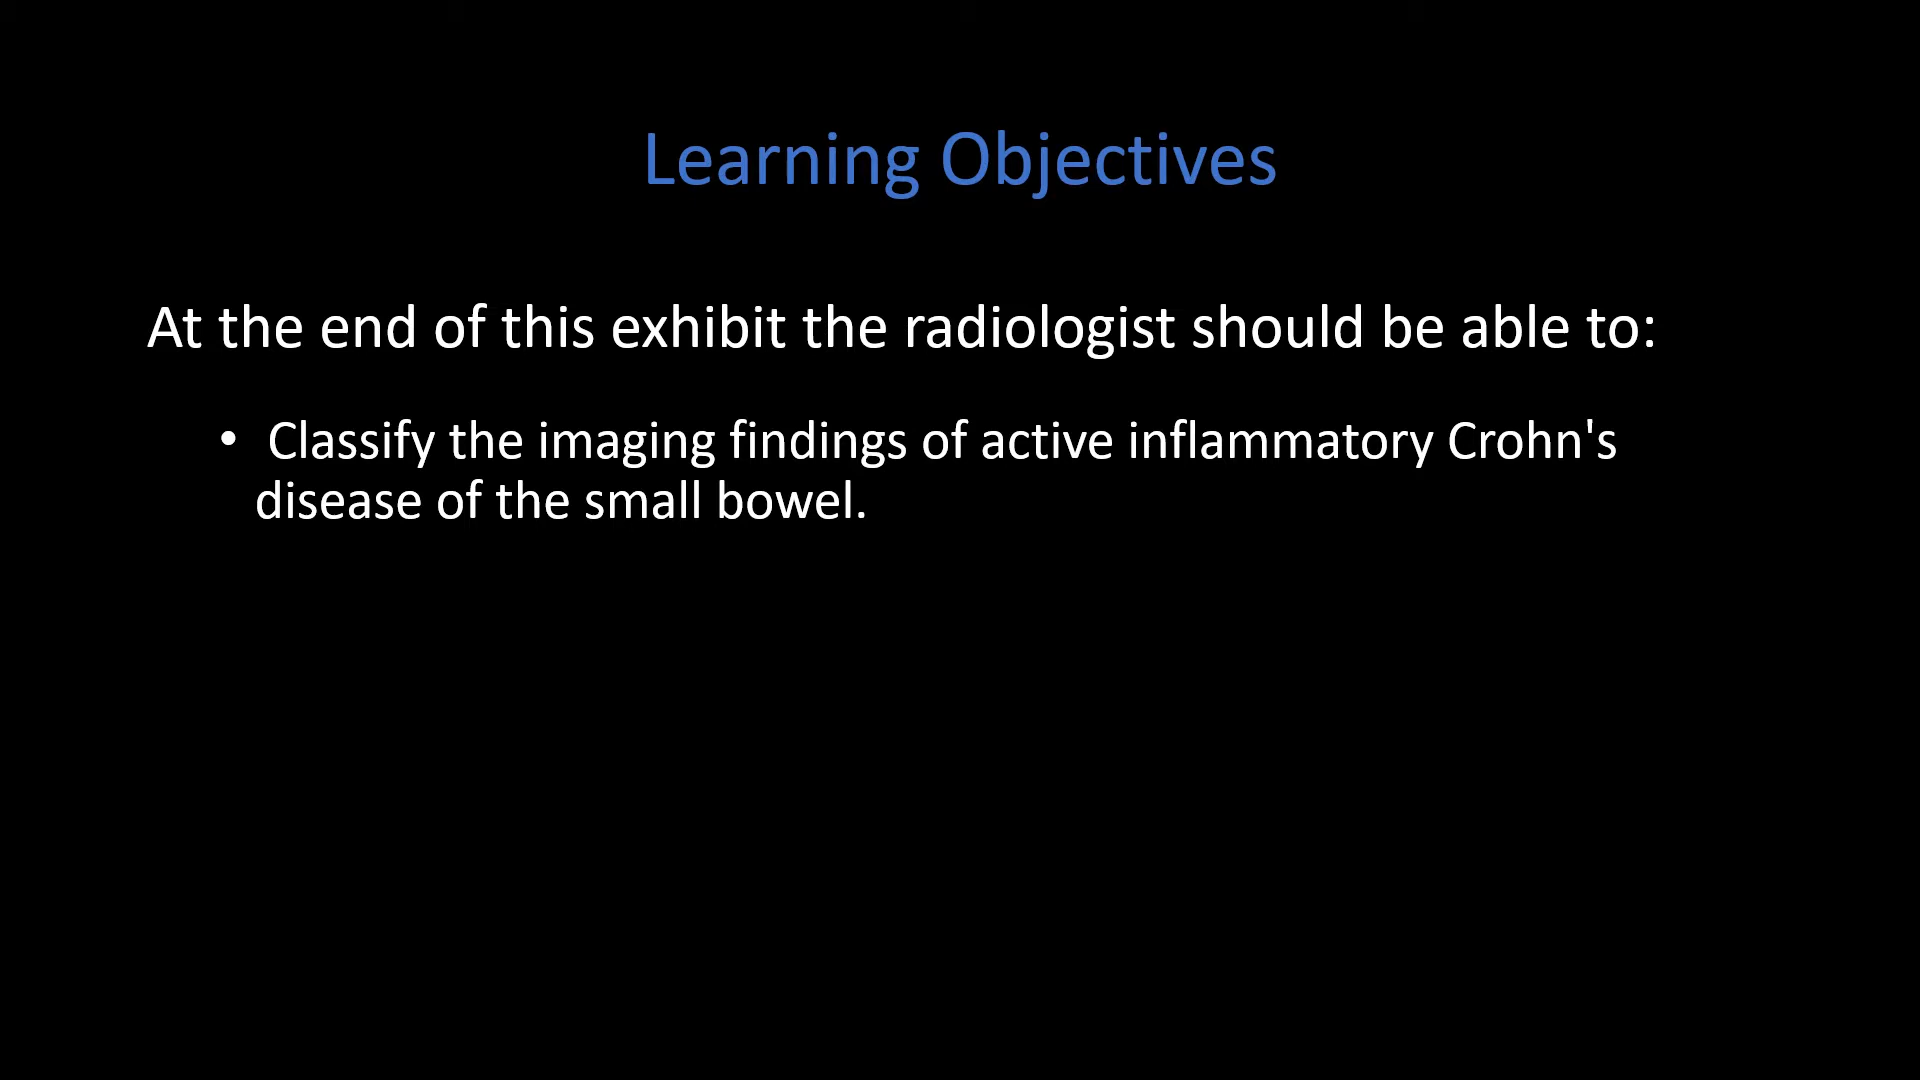 Learning Objectives
At the end of this exhibit the radiologist should be able to:
• Classify the imaging findings of active inflammatory Crohn's
disease of the small bowel.